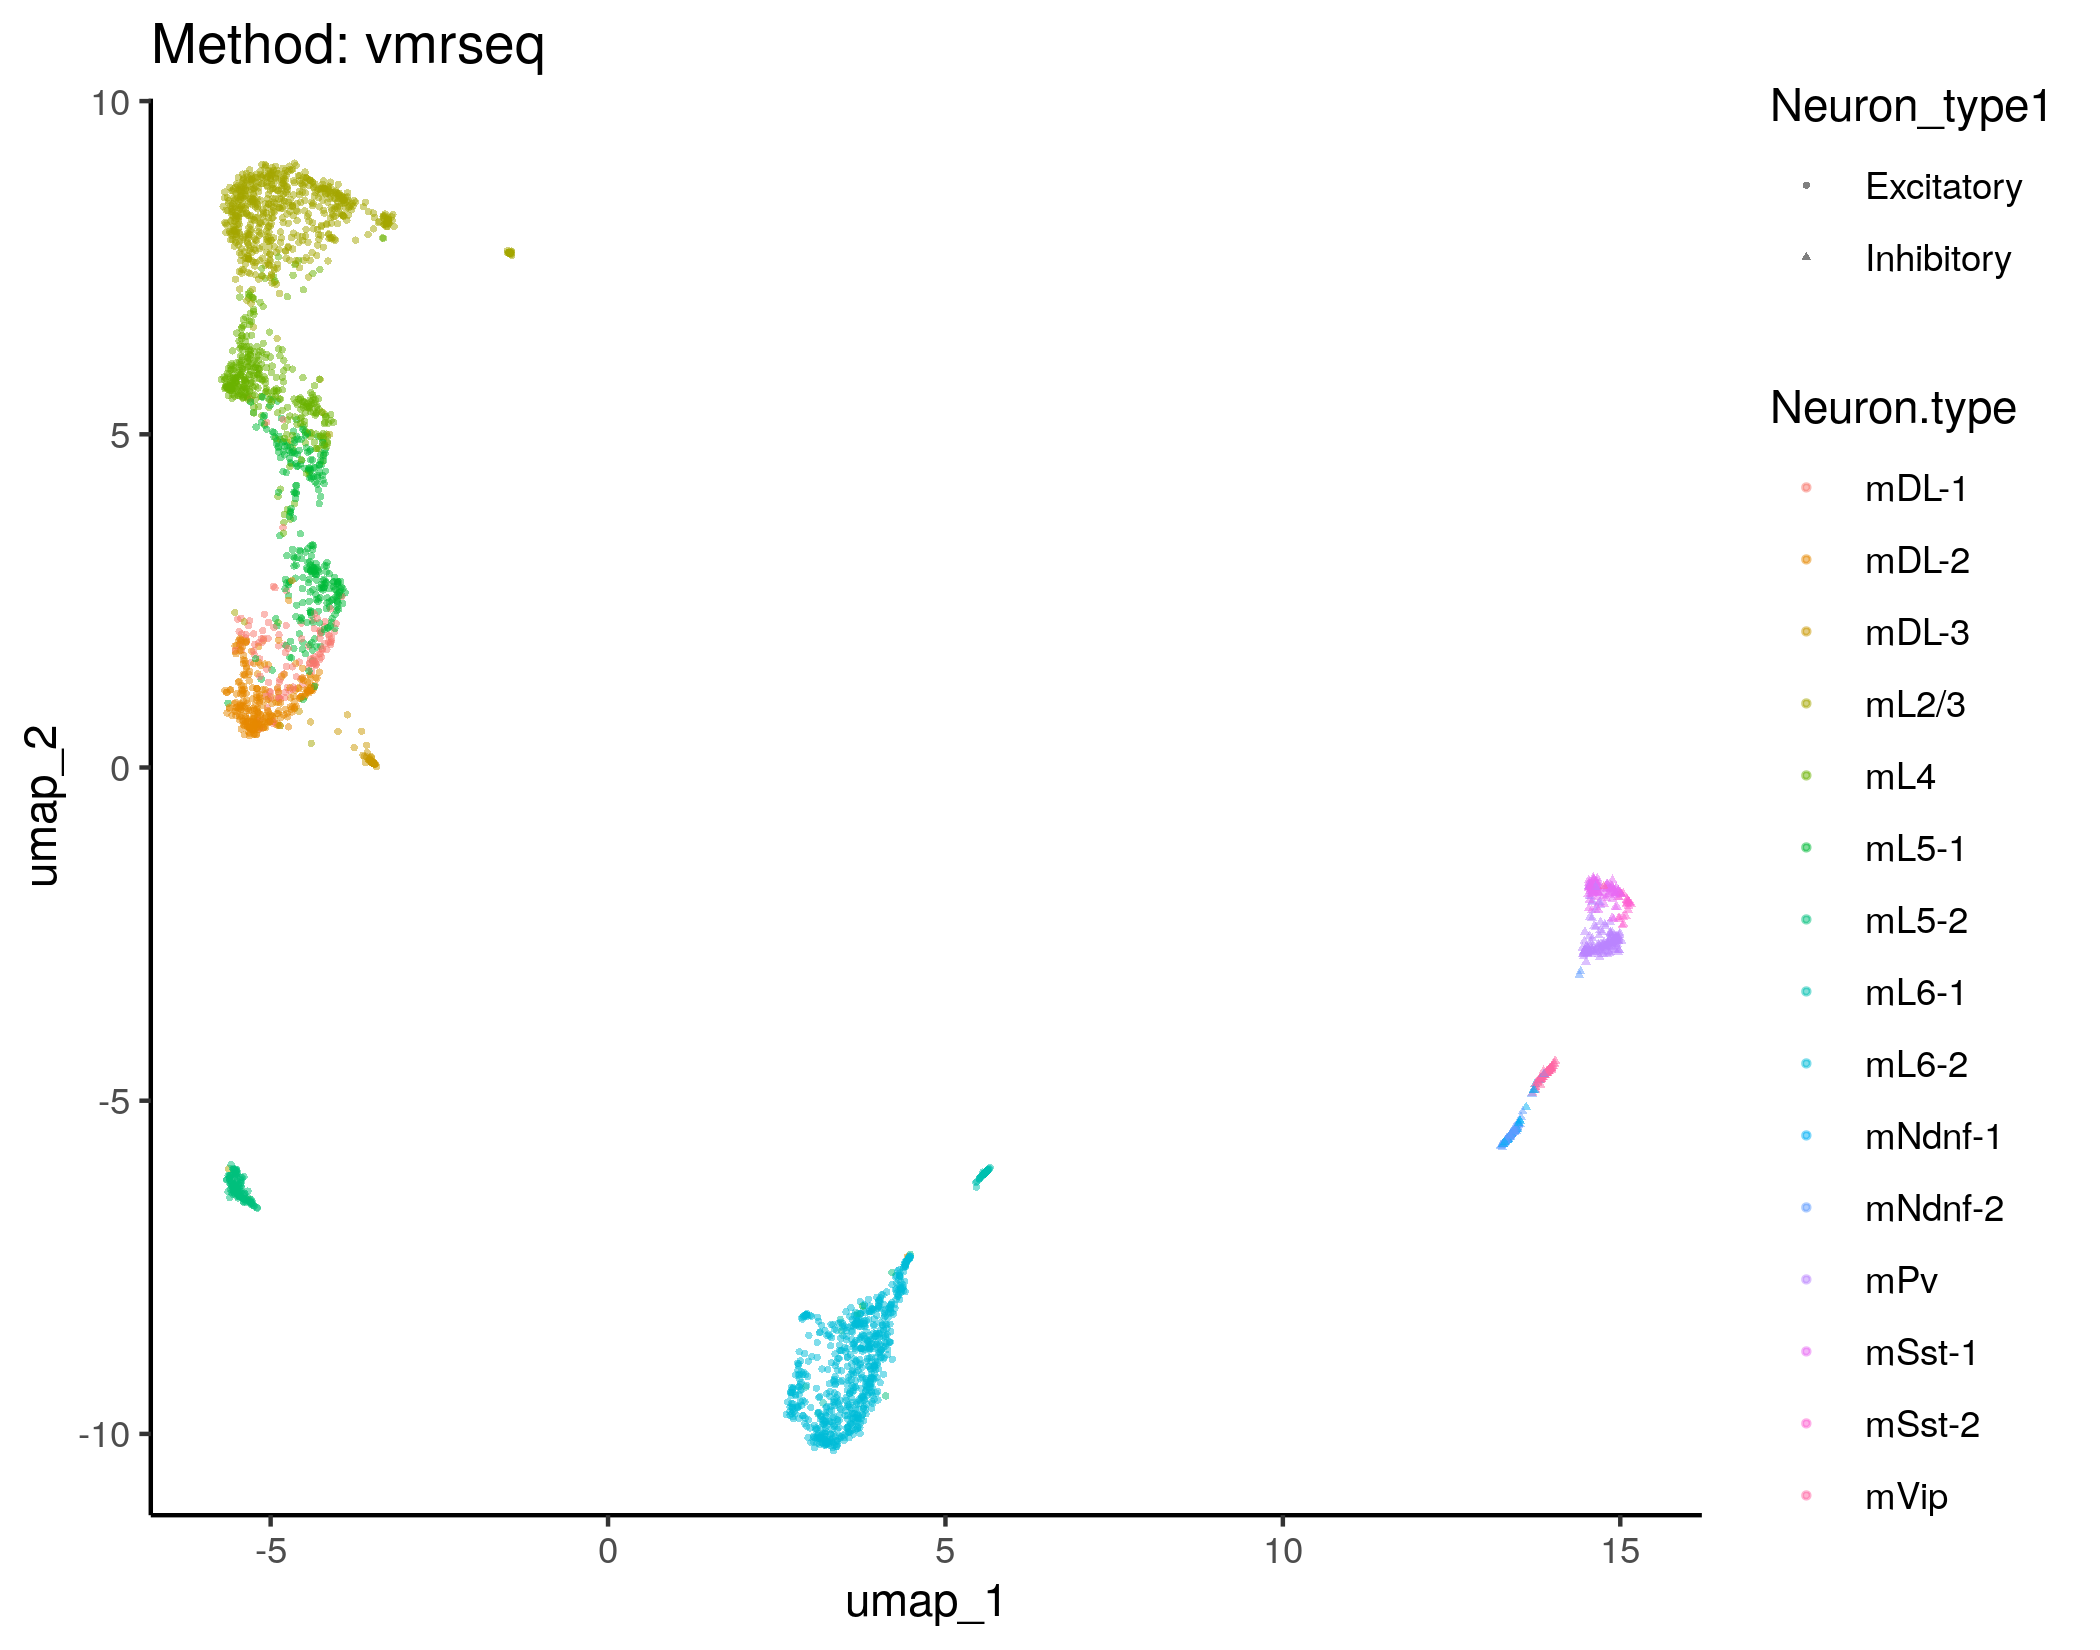 Method: vmrseq
10
5
0
-5
-10
umap_2
-5
0
5
10
15
umap_1
Neuron_type1
Excitatory
Inhibitory
Neuron.type
mDL-1
mDL-2
mDL-3
mL2/3
mL4
mL5-1
mL5-2
mL6-1
mL6-2
mNdnf-1
mNdnf-2
mPv
mSst-1
mSst-2
mVip